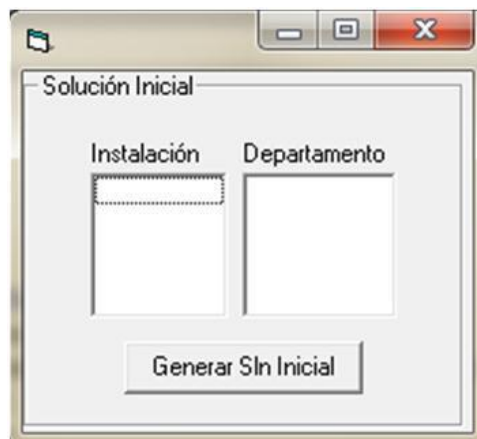 Solución Inicial
Instalación Departamento
Generar Sln Inicial